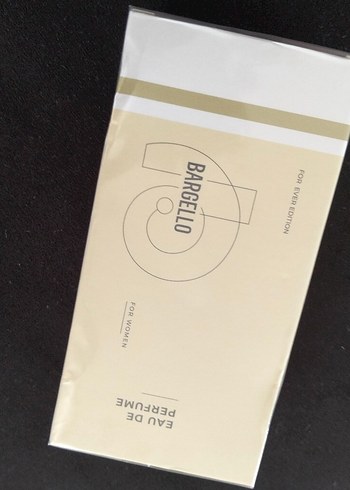 FOR EVER EDITION
BARGELLO
FOR WOMEN
EAU DE
PERFUME